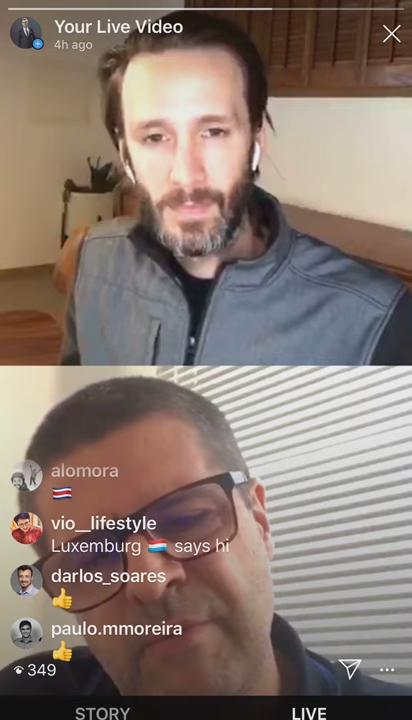 Your Live Video
4h ago
alomora
🇨🇷
vio__lifestyle
Luxemburg 🇱🇺 says hi
darlos_soares
👍
paulo.mmoreira
👍
349
STORY
LIVE